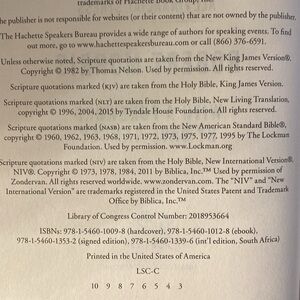 trademarks of Hachette Book Group, Inc.
he publisher is not responsible for websites (or their content) that are not owned by the publisher.
The Hachette Speakers Bureau provides a wide range of authors for speaking events. To find
out more, go to www.hachettespeakersbureau.com or call (866) 376-6591.
Unless otherwise noted, Scripture quotations are taken from the New King James Version®.
Copyright © 1982 by Thomas Nelson. Used by permission. All rights reserved.
Scripture quotations marked (KJV) are taken from the Holy Bible, King James Version.
Scripture quotations marked (NLT) are taken from the Holy Bible, New Living Translation,
copyright © 1996, 2004, 2015 by Tyndale House Foundation. All rights reserved.
Scripture quotations marked (NASB) are taken from the New American Standard Bible®,
copyright © 1960, 1962, 1963, 1968, 1971, 1972, 1973, 1975, 1977, 1995 by The Lockman
Foundation. Used by permission. www.Lockman.org
Scripture quotations marked (NIV) are taken from the Holy Bible, New International Version®,
NIV®. Copyright © 1973, 1978, 1984, 2011 by Biblica, Inc.™ Used by permission of
Zondervan. All rights reserved worldwide. www.zondervan.com. The "NIV" and "New
International Version" are trademarks registered in the United States Patent and Trademark
Office by Biblica, Inc.™
Library of Congress Control Number: 2018953664
ISBNs: 978-1-5460-1009-8 (hardcover), 978-1-5460-1012-8 (ebook),
978-1-5460-1353-2 (signed edition), 978-1-5460-1339-6 (int'l edition, South Africa)
Printed in the United States of America
LSC-C
10 9 8 7 6 5 4 3